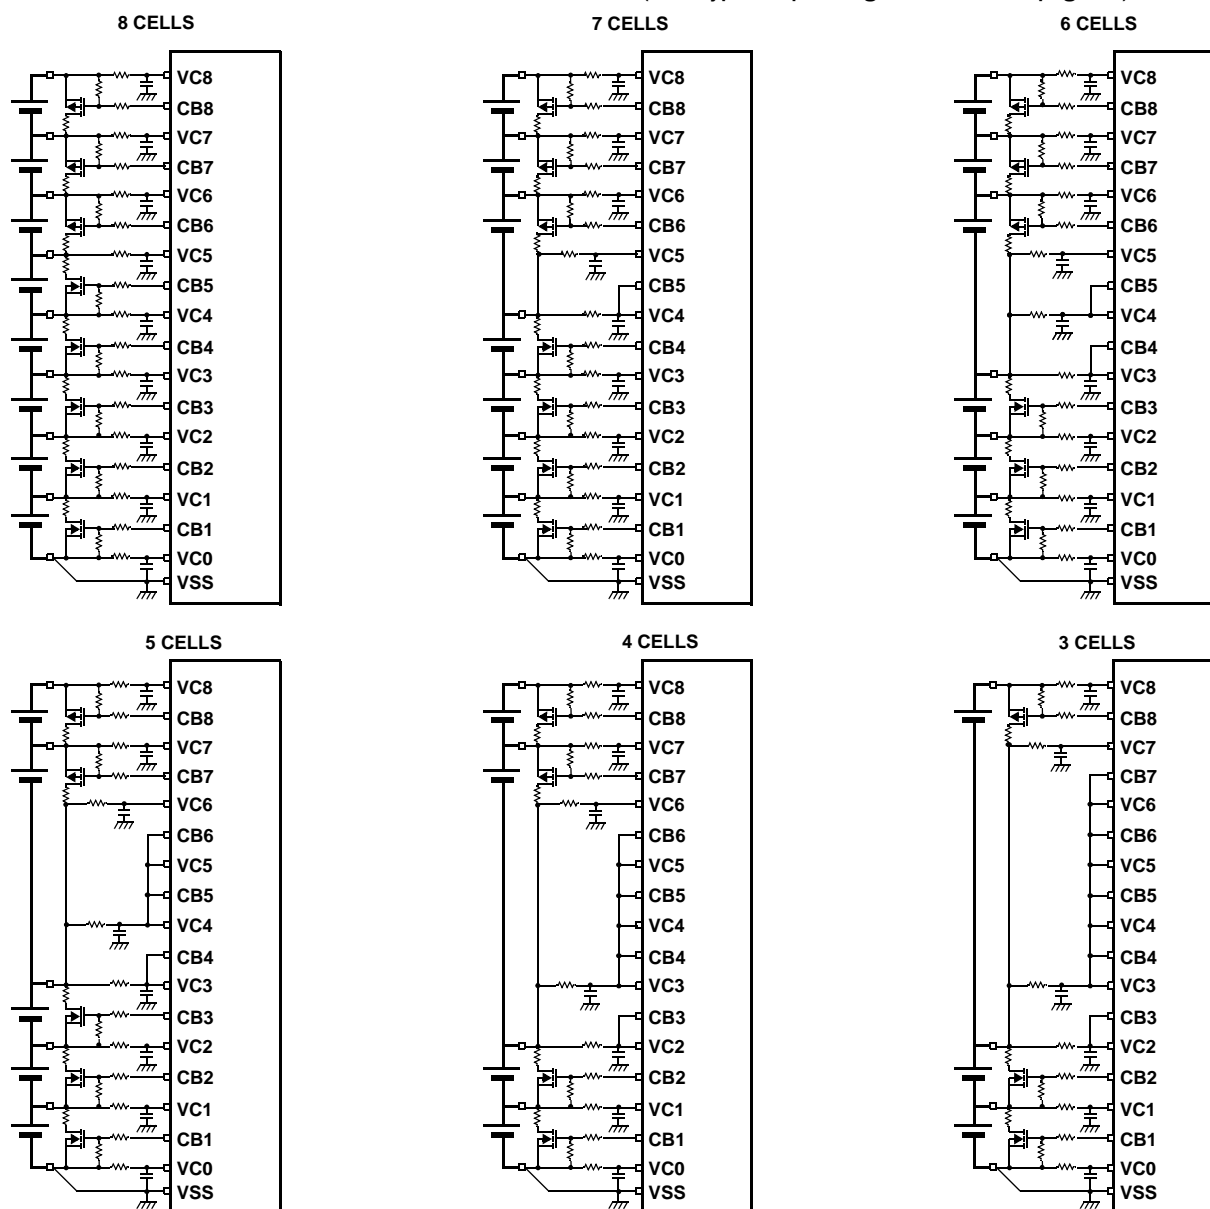 8 CELLS
VC8
CB8
VC7
CB7
VC6
CB6
VC5
CB5
VC4
CB4
VC3
CB3
VC2
CB2
VC1
CB1
VC0
VSS
7 CELLS
VC8
CB8
VC7
CB7
VC6
CB6
VC5
CB5
VC4
CB4
VC3
CB3
VC2
CB2
VC1
CB1
VC0
VSS
6 CELLS
VC8
CB8
VC7
CB7
VC6
CB6
VC5
CB5
VC4
CB4
VC3
CB3
VC2
CB2
VC1
CB1
VC0
VSS
5 CELLS
VC8
CB8
VC7
CB7
VC6
CB6
VC5
CB5
VC4
CB4
VC3
CB3
VC2
CB2
VC1
CB1
VC0
VSS
4 CELLS
VC8
CB8
VC7
CB7
VC6
CB6
VC5
CB5
VC4
CB4
VC3
CB3
VC2
CB2
VC1
CB1
VC0
VSS
3 CELLS
VC8
CB8
VC7
CB7
VC6
CB6
VC5
CB5
VC4
CB4
VC3
CB3
VC2
CB2
VC1
CB1
VC0
VSS